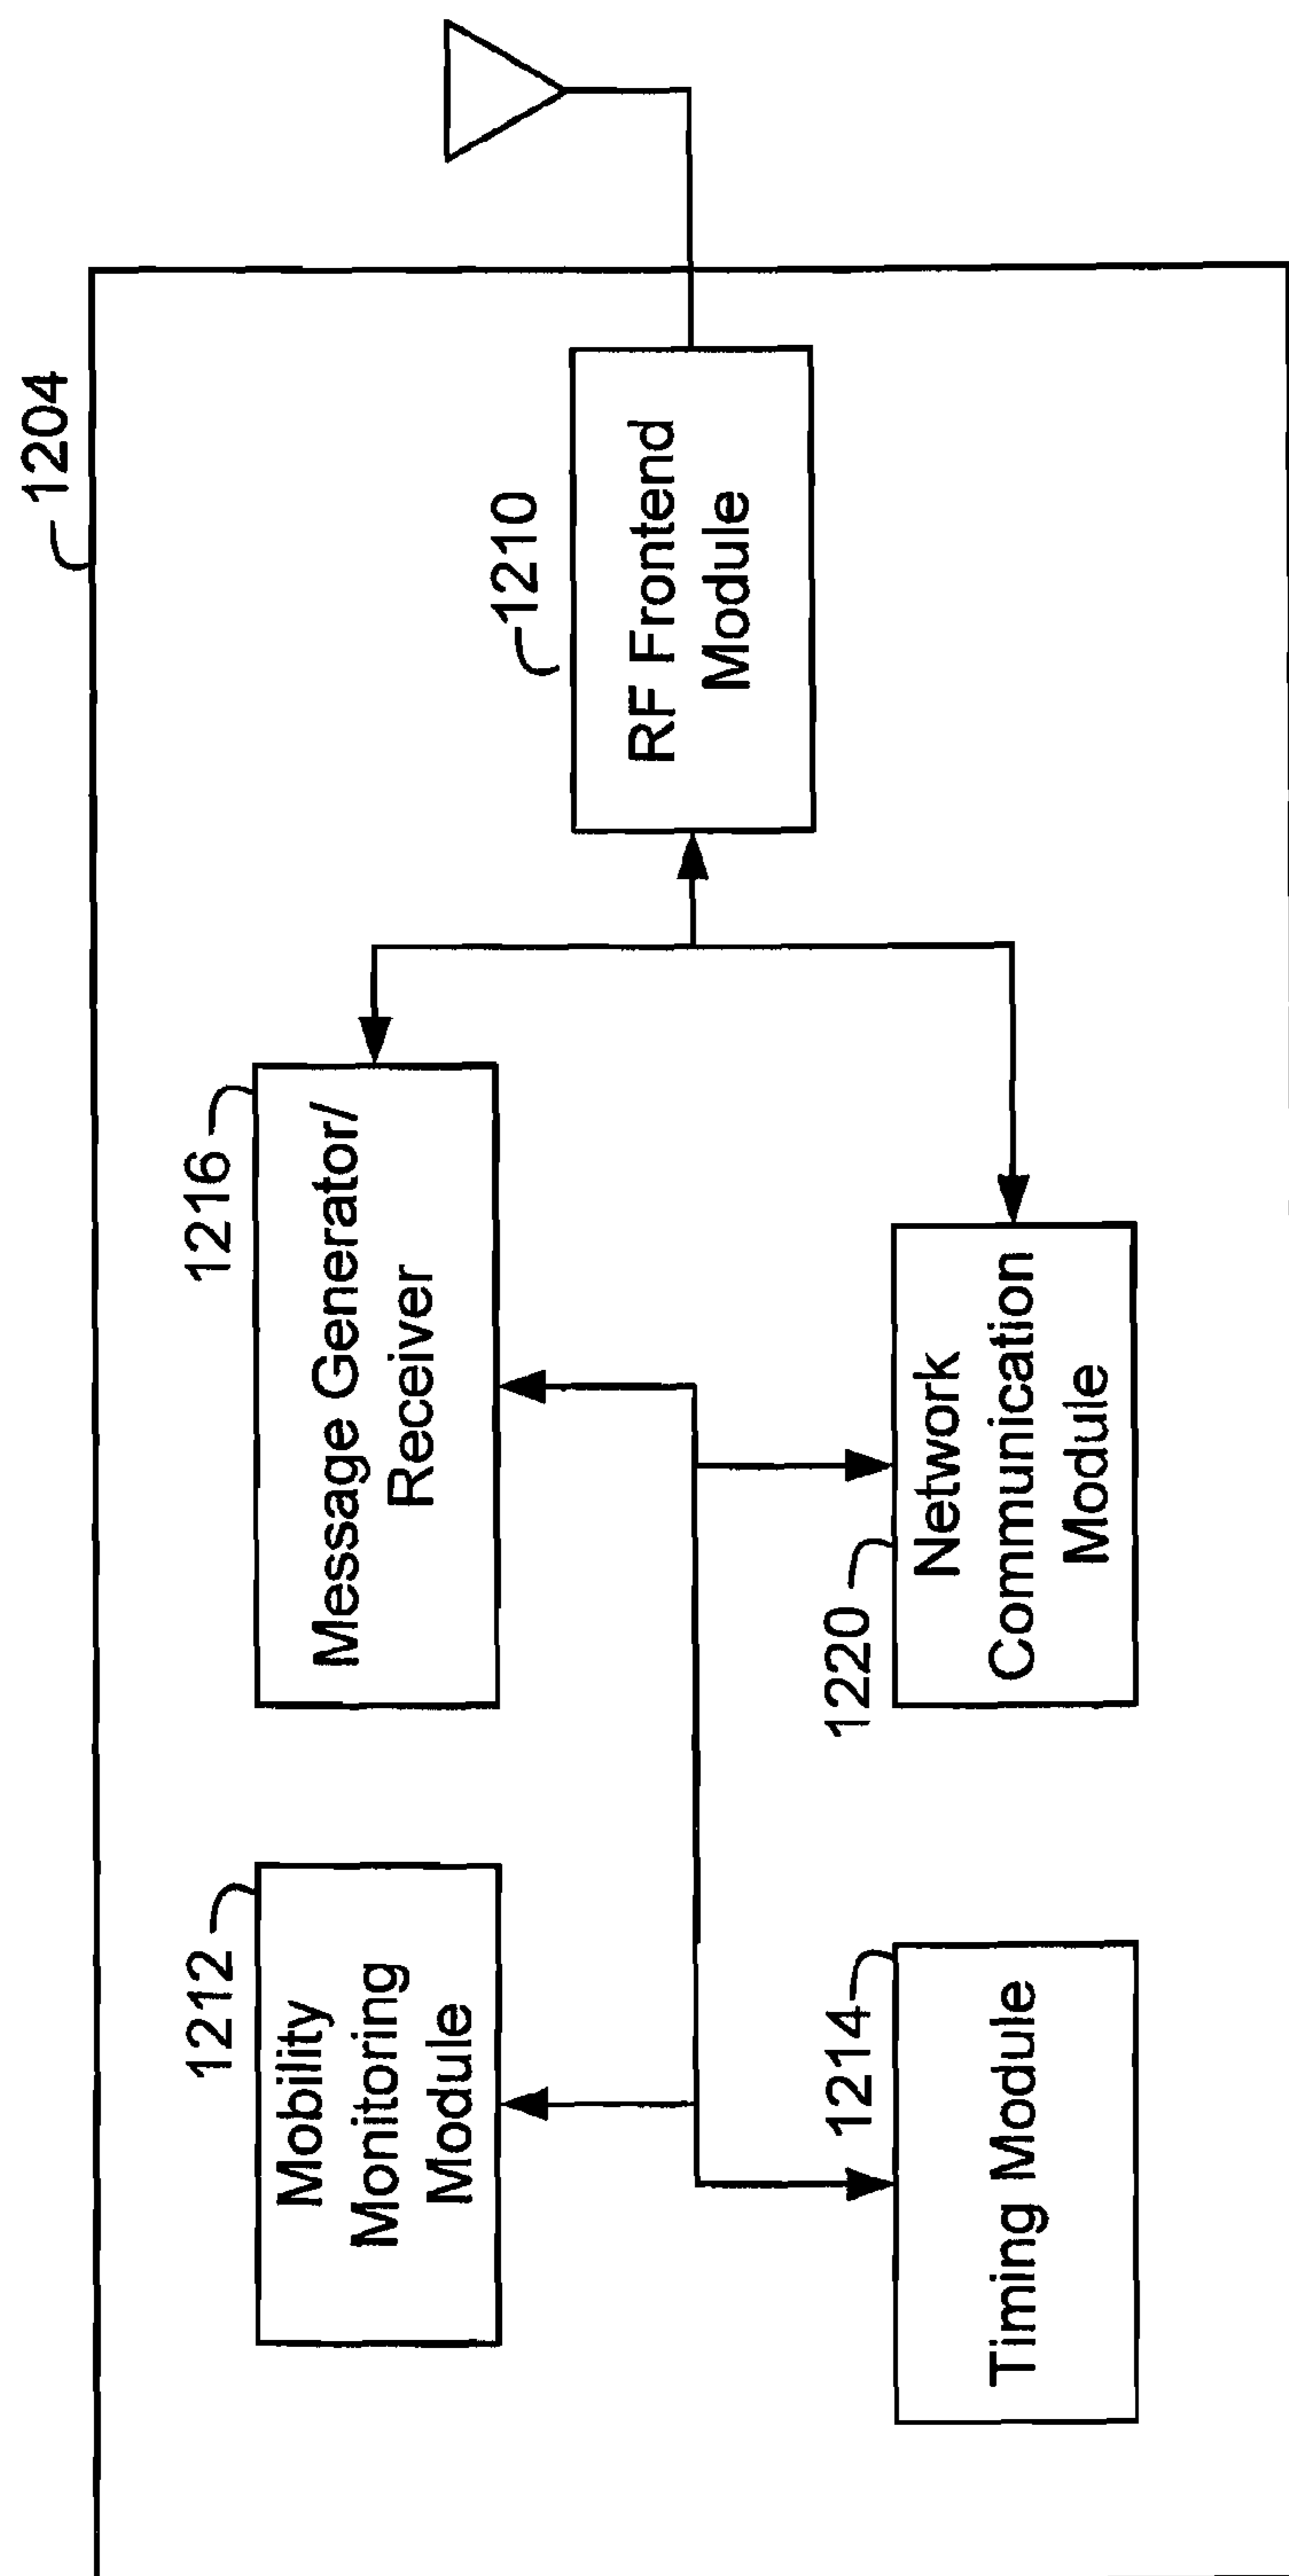 1204
1212
Mobility
Monitoring
Module
1216
Message Generator/
Receiver
1210
RF Frontend
Module
1214
Timing Module
1220
Network
Communication
Module